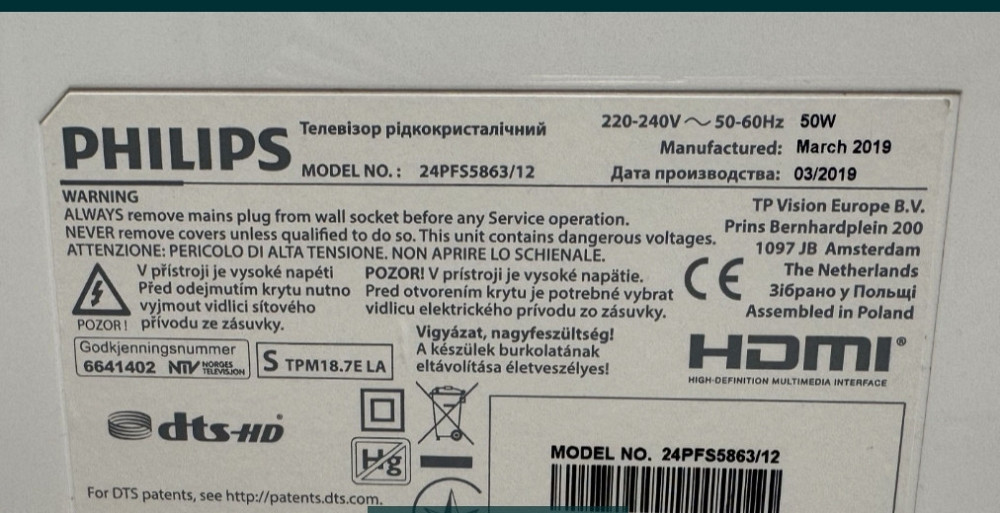 PHILIPS
Телевізор рідкокристалічний
MODEL NO. : 24PFS5863/12
220-240V ~ 50-60Hz 50W
Manufactured: March 2019
Дата производства: 03/2019
WARNING
ALWAYS remove mains plug from wall socket before any Service operation.
NEVER remove covers unless qualified to do so. This unit contains dangerous voltages.
ATTENZIONE: PERICOLO DI ALTA TENSIONE. NON APRIRE LO SCHIENALE.
TP Vision Europe B.V.
Prins Bernhardplein 200
1097 JB Amsterdam
The Netherlands
Зібрано у Польщі
Assembled in Poland
POZOR!
V přístroji je vysoké napětí
Před odejmutím krytu nutno
vyjmout vidlici síťového
přívodu ze zásuvky.
POZOR! V prístroji je vysoke napätie.
Pred otvorením krytu je potrebné vybrat
vidlicu elektrického prívodu zo zásuvky.
CE
Vigyázat, nagyfeszültség!
A készülek burkolatának
eltávolítása életveszélyes!
Godkjenningsnummer
6641402 NTV NORGES TELEVISJON
S TPM18.7E LA
HDMI®
HIGH-DEFINITION MULTIMEDIA INTERFACE
dts-HD
Hg
For DTS patents, see http://patents.dts.com.
MODEL NO. 24PFS5863/12